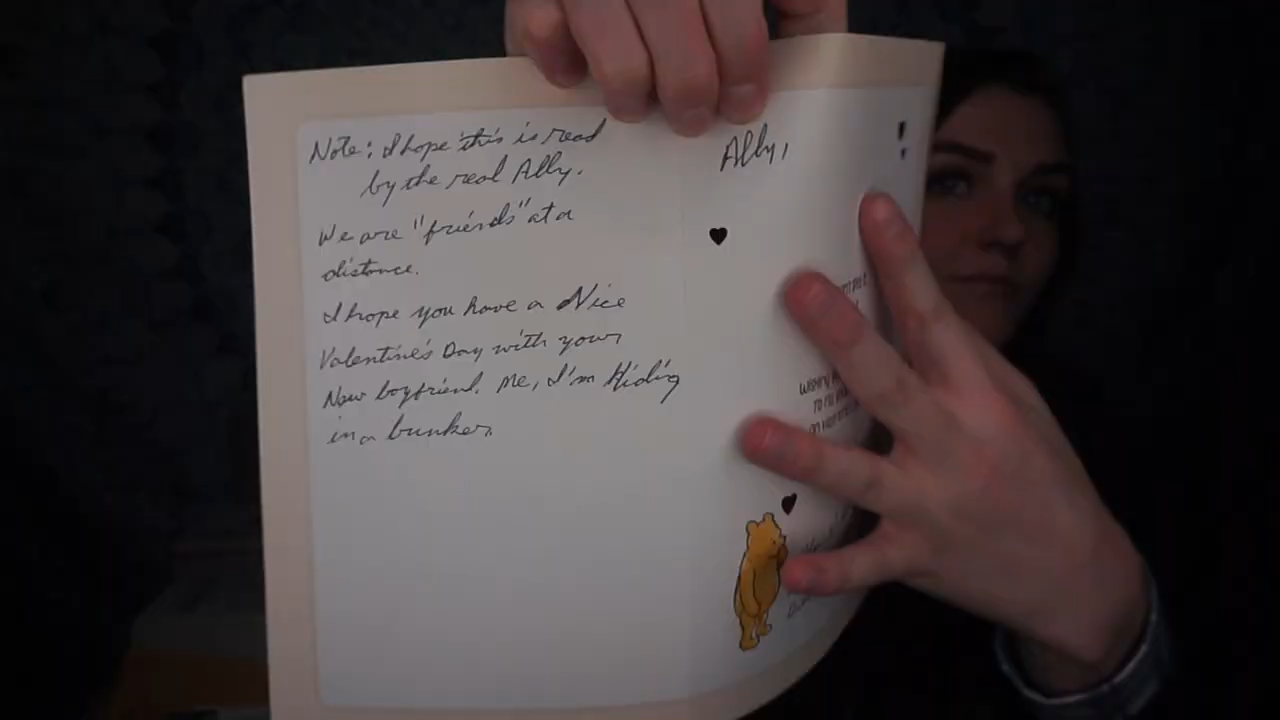 Note: I hope this is read
by the real Ally.
We are "friends" at a
distance.
I hope you have a Nice
Valentine's Day with your
New boyfriend. Me, I'm Hiding
in a bunker.
Ally,